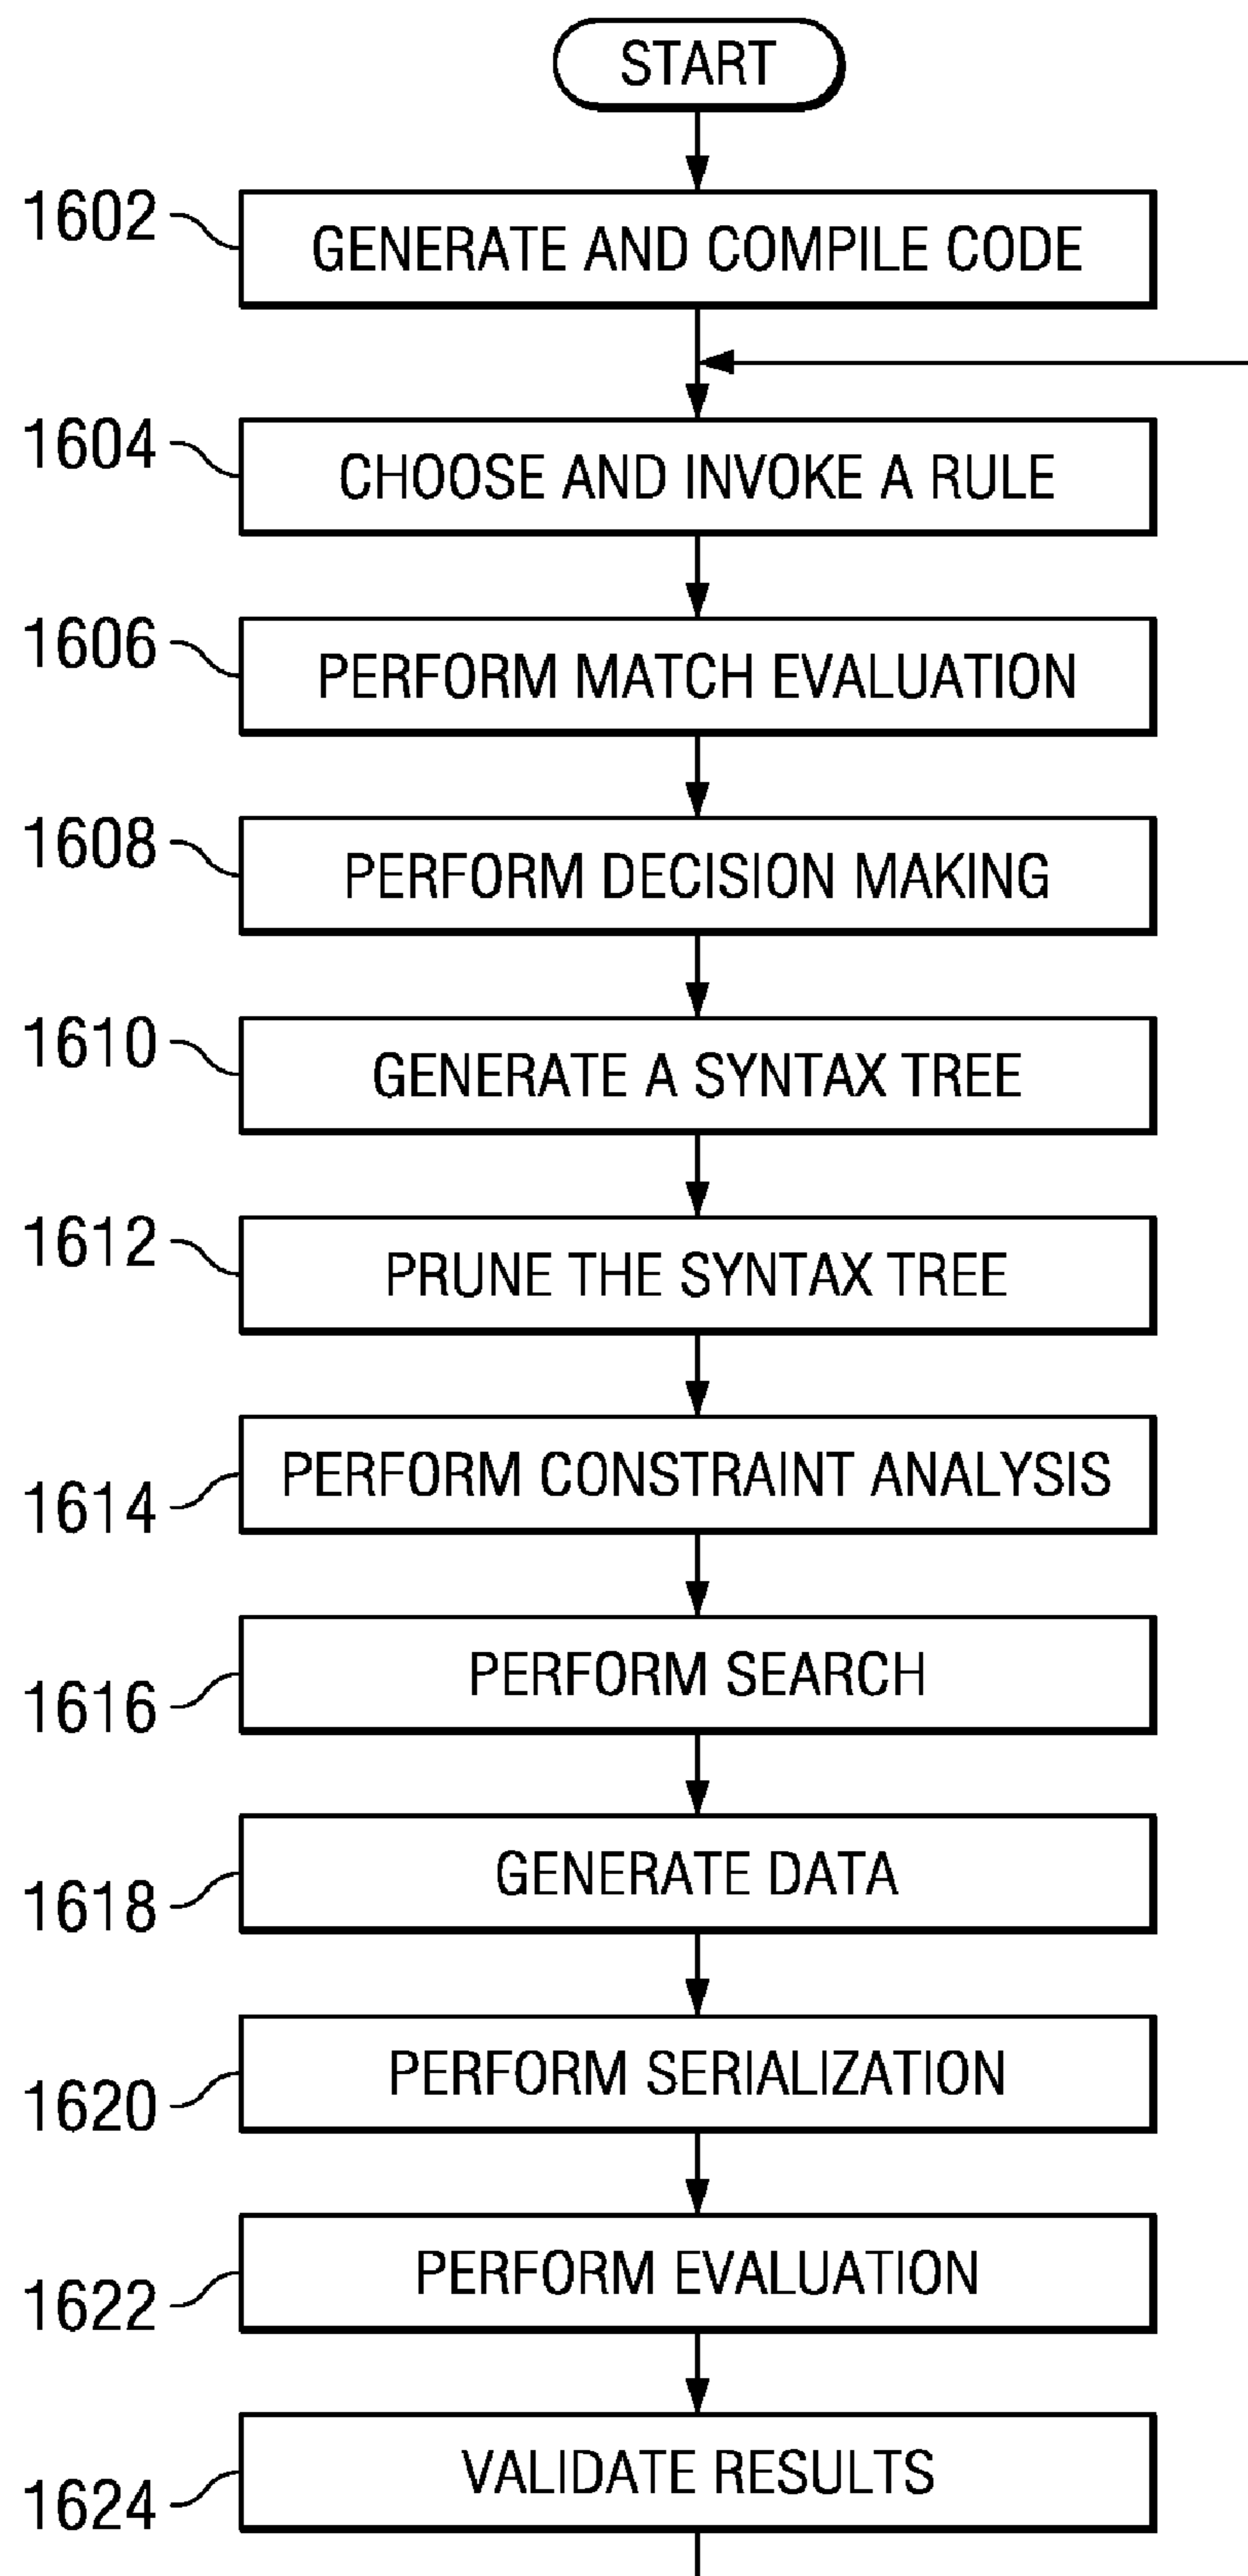 START
1602 GENERATE AND COMPILE CODE
1604 CHOOSE AND INVOKE A RULE
1606 PERFORM MATCH EVALUATION
1608 PERFORM DECISION MAKING
1610 GENERATE A SYNTAX TREE
1612 PRUNE THE SYNTAX TREE
1614 PERFORM CONSTRAINT ANALYSIS
1616 PERFORM SEARCH
1618 GENERATE DATA
1620 PERFORM SERIALIZATION
1622 PERFORM EVALUATION
1624 VALIDATE RESULTS